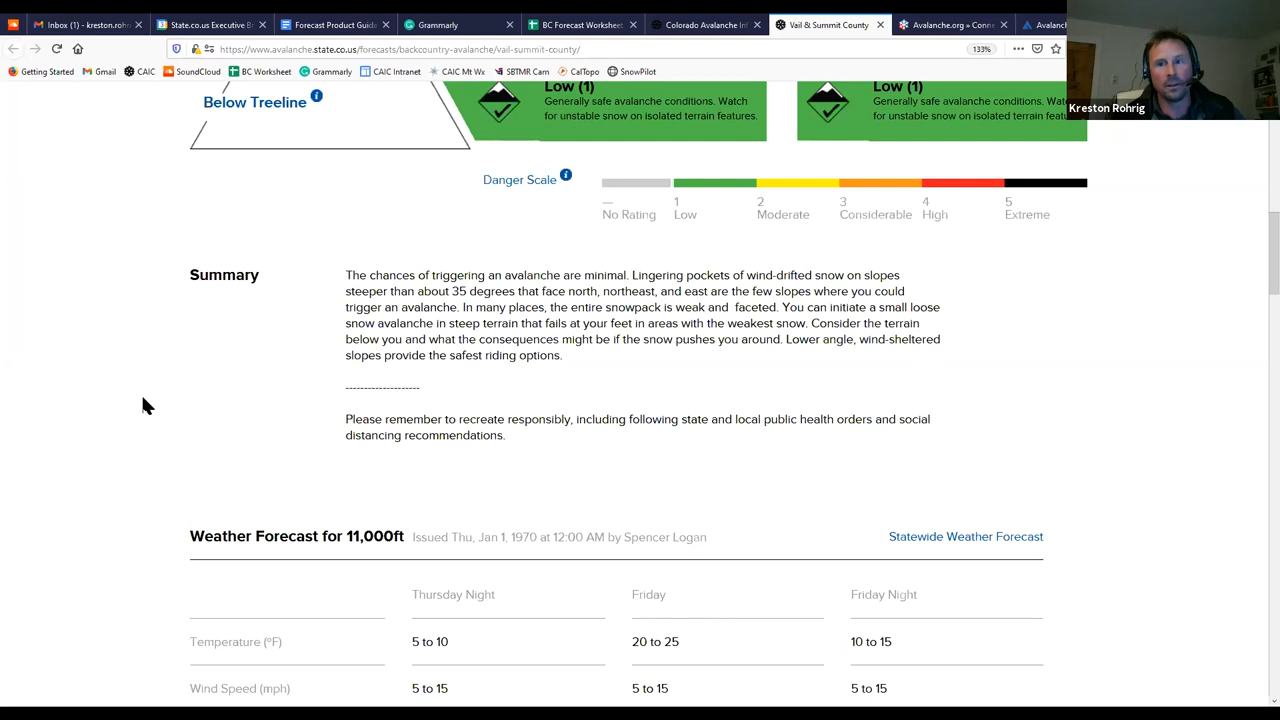 Inbox (1) - kreston.rohr
State.co.us Executive B
Forecast Product Guid
Grammarly
BC Forecast Worksheet
Colorado Avalanche Inf
Vail & Summit County
Avalanche.org » Conne
Avalanc
https://www.avalanche.state.co.us/forecasts/backcountry-avalanche/vail-summit-county/
133%
Getting Started
Gmail
CAIC
SoundCloud
BC Worksheet
Grammarly
CAIC Intranet
CAIC Mt Wx
SBTMR Cam
CalTopo
SnowPilot
Kreston Rohrig
Below Treeline
Low (1)
Generally safe avalanche conditions. Watch
for unstable snow on isolated terrain features.
Low (1)
Generally safe avalanche conditions. Watch
for unstable snow on isolated terrain features.
Danger Scale
— 1 2 3 4 5
No Rating Low Moderate Considerable High Extreme
Summary
The chances of triggering an avalanche are minimal. Lingering pockets of wind-drifted snow on slopes
steeper than about 35 degrees that face north, northeast, and east are the few slopes where you could
trigger an avalanche. In many places, the entire snowpack is weak and faceted. You can initiate a small loose
snow avalanche in steep terrain that fails at your feet in areas with the weakest snow. Consider the terrain
below you and what the consequences might be if the snow pushes you around. Lower angle, wind-sheltered
slopes provide the safest riding options.
--------------------
Please remember to recreate responsibly, including following state and local public health orders and social
distancing recommendations.
Weather Forecast for 11,000ft Issued Thu, Jan 1, 1970 at 12:00 AM by Spencer Logan Statewide Weather Forecast
Thursday Night Friday Friday Night
Temperature (ºF) 5 to 10 20 to 25 10 to 15
Wind Speed (mph) 5 to 15 5 to 15 5 to 15